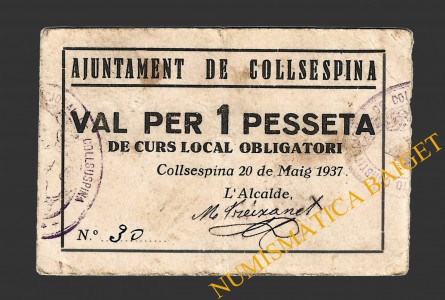 AJUNTAMENT DE COLLSESPINA
VAL PER 1 PESSETA
DE CURS LOCAL OBLIGATORI
Collsespina 20 de Maig 1937.
L'Alcalde,
M Freixanet
N.º 30
COLLSUSPINA
NUMISMATICA BAIGET